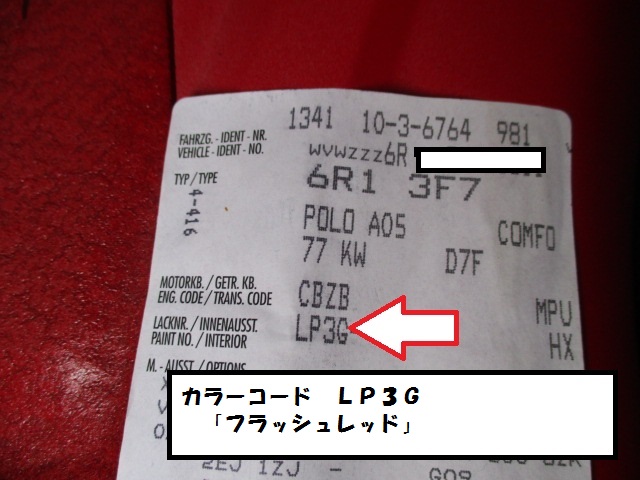 1341 10-3-6764 981
FAHRZG. - IDENT - NR.
VEHICLE - IDENT - NO.
WVWZZZ6R
TYP / TYPE
6R1 3F7
4-416
POLO A05
COMFO
77 KW
D7F
MOTORKB. / GETR. KB.
ENG. CODE / TRANS. CODE
CBZB
MPU
LACKNR. / INNENAUSST.
PAINT NO. / INTERIOR
LP3G
HX
M. - AUSST. / OPTIONS
カラーコード ＬＰ３Ｇ
「フラッシュレッド」
2EJ 1ZJ -
G09